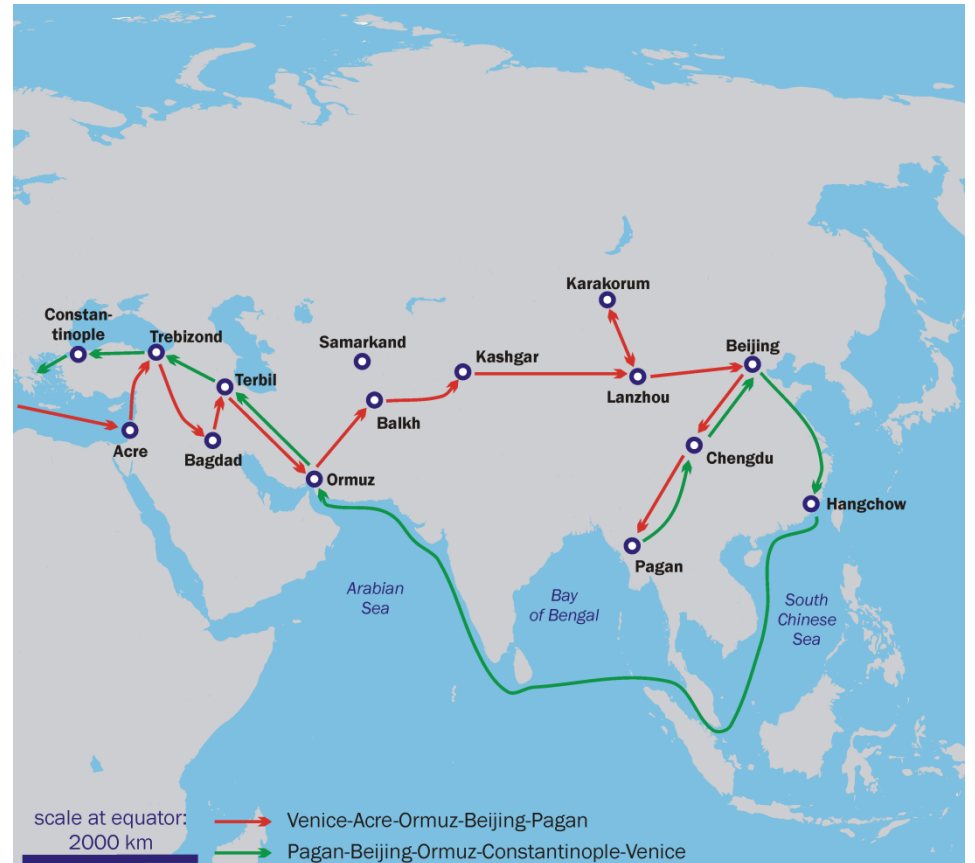 Karakorum
Constan-
tinople
Trebizond
Samarkand
Kashgar
Beijing
Terbil
Lanzhou
Balkh
Acre
Bagdad
Chengdu
Ormuz
Hangchow
Pagan
Arabian
Sea
Bay
of Bengal
South
Chinese
Sea
scale at equator:
2000 km
Venice-Acre-Ormuz-Beijing-Pagan
Pagan-Beijing-Ormuz-Constantinople-Venice